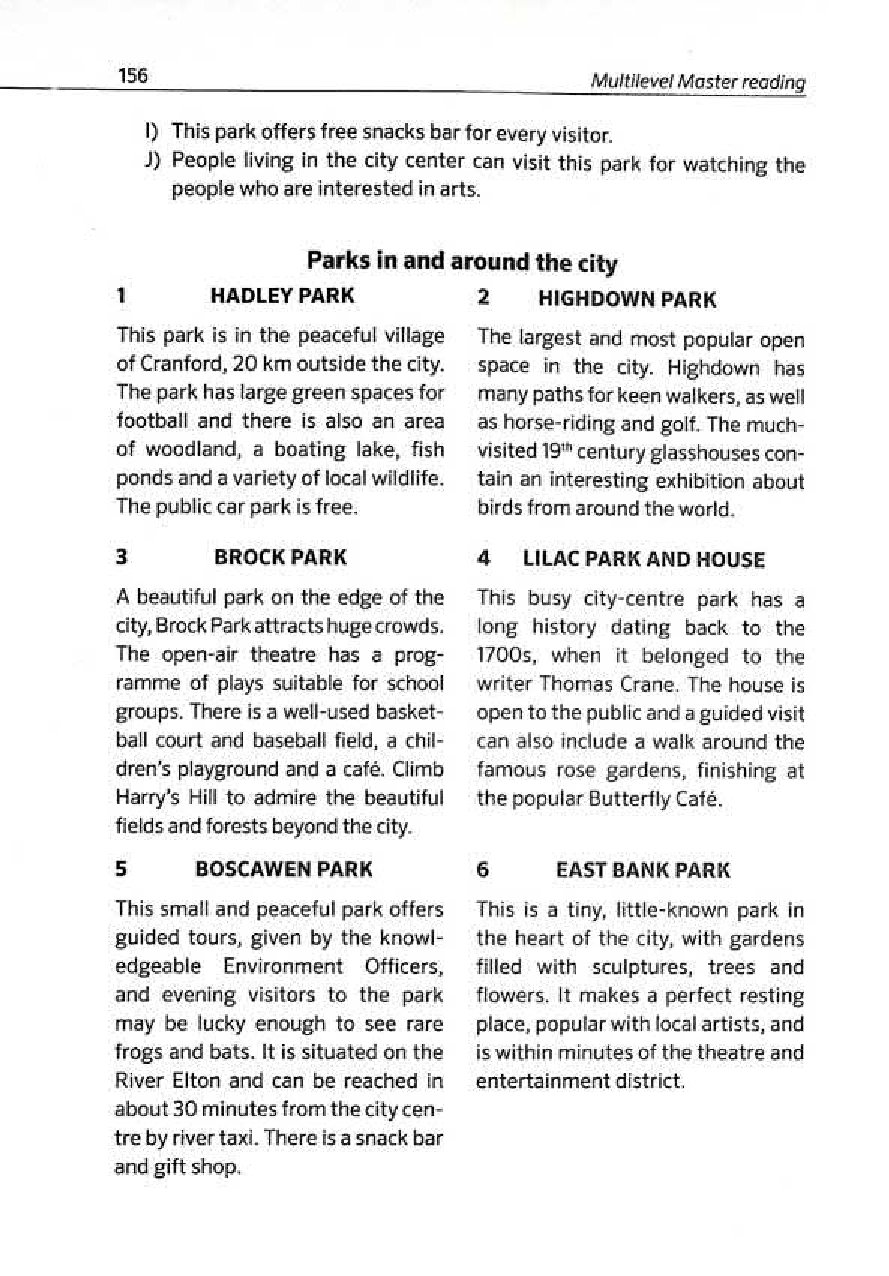 156
Multilevel Master reading
I) This park offers free snacks bar for every visitor.
J) People living in the city center can visit this park for watching the
people who are interested in arts.
Parks in and around the city
1 HADLEY PARK
This park is in the peaceful village
of Cranford, 20 km outside the city.
The park has large green spaces for
football and there is also an area
of woodland, a boating lake, fish
ponds and a variety of local wildlife.
The public car park is free.
2 HIGHDOWN PARK
The largest and most popular open
space in the city. Highdown has
many paths for keen walkers, as well
as horse-riding and golf. The much-
visited 19th century glasshouses con-
tain an interesting exhibition about
birds from around the world.
3 BROCK PARK
A beautiful park on the edge of the
city, Brock Park attracts huge crowds.
The open-air theatre has a prog-
ramme of plays suitable for school
groups. There is a well-used basket-
ball court and baseball field, a chil-
dren's playground and a café. Climb
Harry's Hill to admire the beautiful
fields and forests beyond the city.
4 LILAC PARK AND HOUSE
This busy city-centre park has a
long history dating back to the
1700s, when it belonged to the
writer Thomas Crane. The house is
open to the public and a guided visit
can also include a walk around the
famous rose gardens, finishing at
the popular Butterfly Café.
5 BOSCAWEN PARK
This small and peaceful park offers
guided tours, given by the knowl-
edgeable Environment Officers,
and evening visitors to the park
may be lucky enough to see rare
frogs and bats. It is situated on the
River Elton and can be reached in
about 30 minutes from the city cen-
tre by river taxi. There is a snack bar
and gift shop.
6 EAST BANK PARK
This is a tiny, little-known park in
the heart of the city, with gardens
filled with sculptures, trees and
flowers. It makes a perfect resting
place, popular with local artists, and
is within minutes of the theatre and
entertainment district.